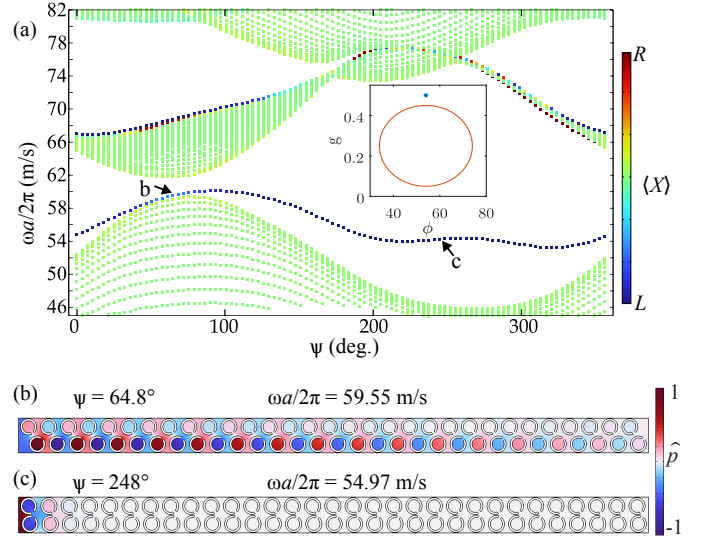 (a)
82
78
74
70
66
62
58
54
50
46
ωa/2π (m/s)
0
100
200
300
ψ (deg.)
b
c
g
0.4
0.2
0
40
60
80
ϕ
R
⟨X⟩
L
(b) ψ = 64.8° ωa/2π = 59.55 m/s
(c) ψ = 248° ωa/2π = 54.97 m/s
1
p̂
-1